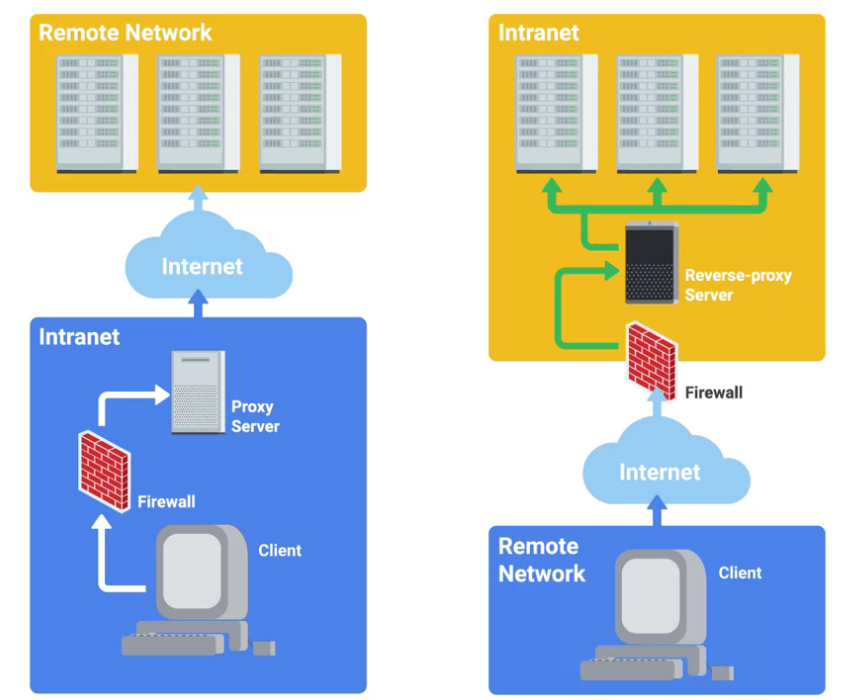 Remote Network
Internet
Intranet
Proxy
Server
Firewall
Client
Intranet
Reverse-proxy
Server
Firewall
Internet
Remote
Network
Client